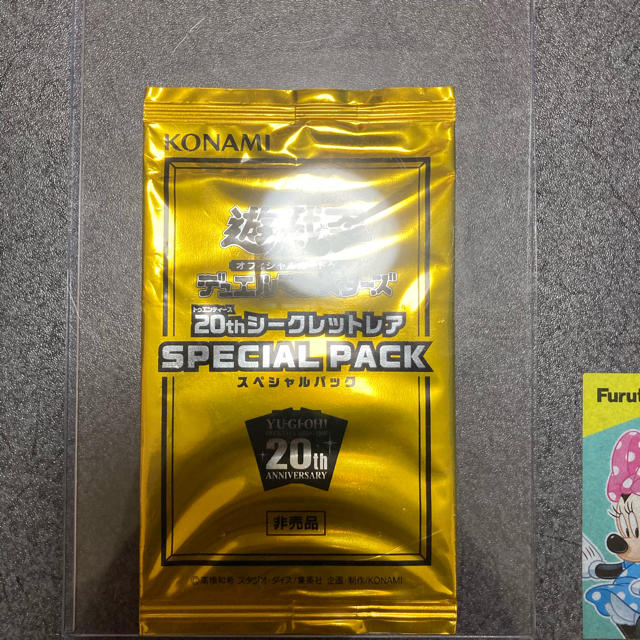 KONAMI
遊戯王
オフィシャルカードゲーム
デュエルモンスターズ
トゥエンティース
20thシークレットレア
SPECIAL PACK
スペシャルパック
YU-GI-OH!
20th
ANNIVERSARY
非売品
©高橋和希 スタジオ・ダイス/集英社 企画・制作/KONAMI
Furut